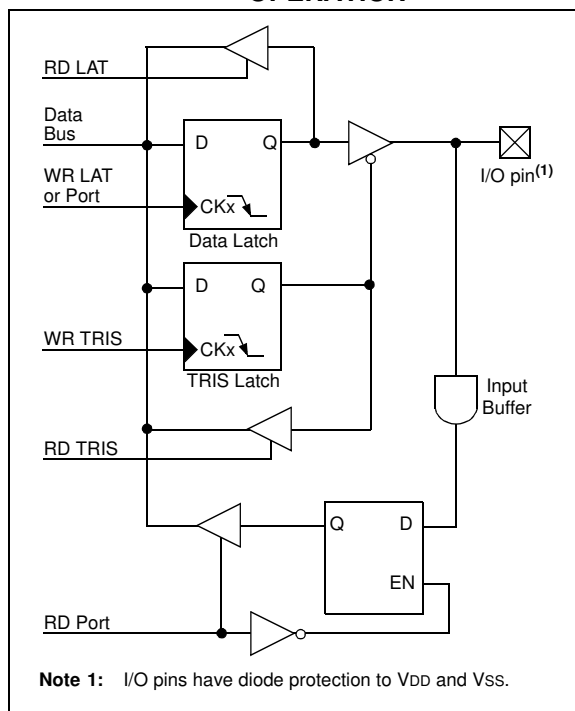 OPERATION
RD LAT
Data
Bus
D Q
WR LAT
or Port
CKx
Data Latch
I/O pin(1)
D Q
WR TRIS
CKx
TRIS Latch
Input
Buffer
RD TRIS
Q D
EN
RD Port
Note 1: I/O pins have diode protection to VDD and VSS.